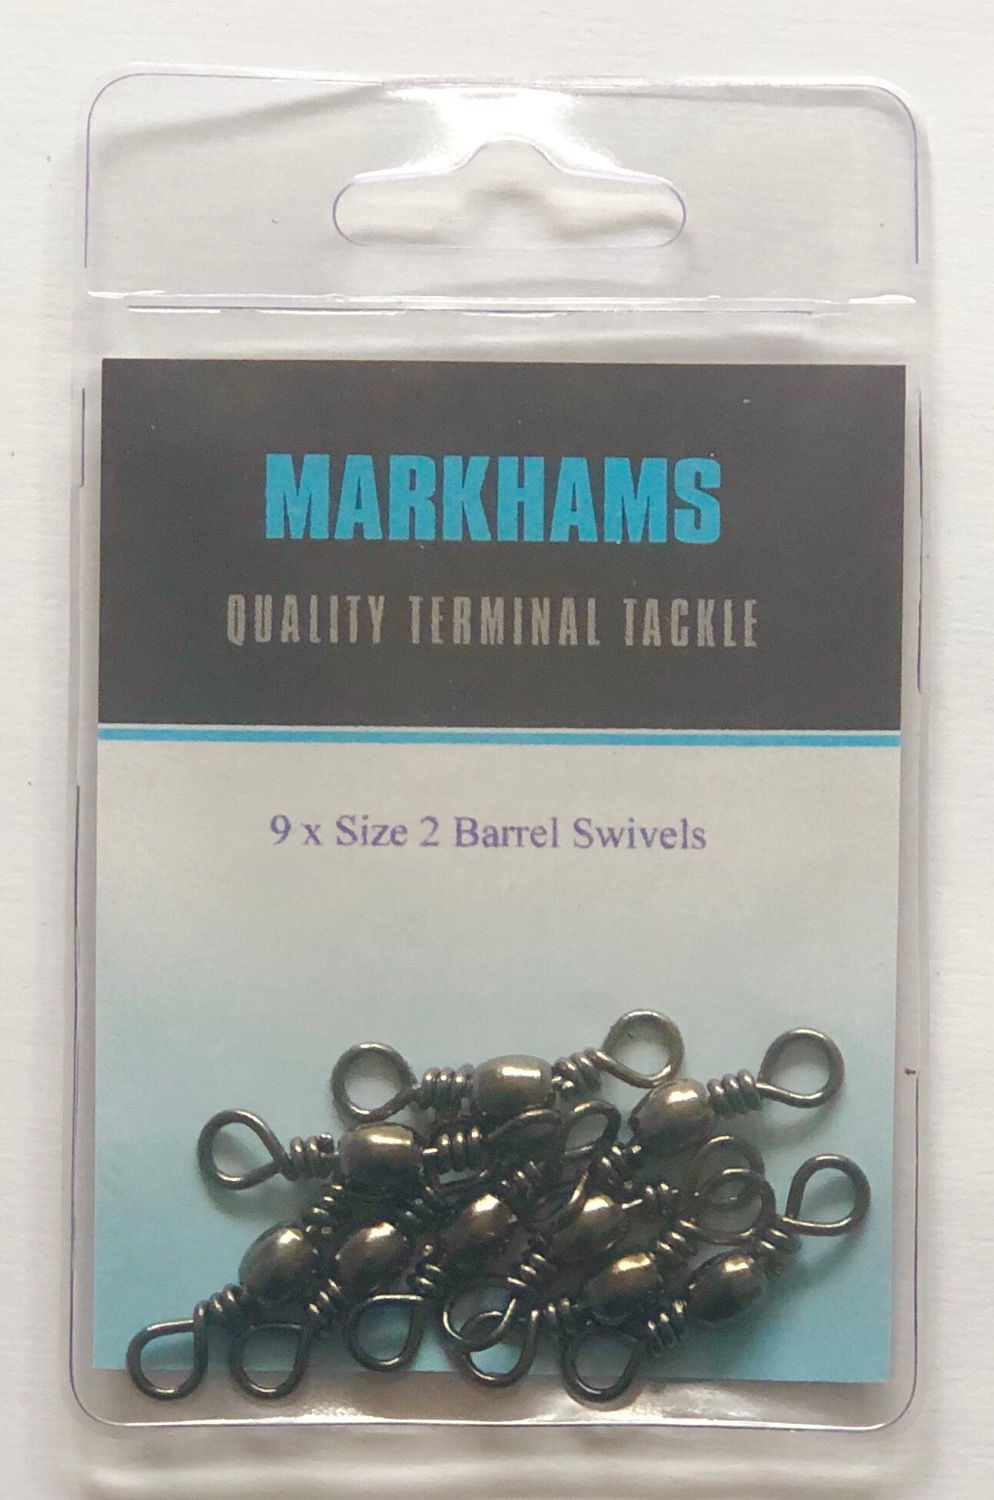 MARKHAMS
QUALITY TERMINAL TACKLE
9 x Size 2 Barrel Swivels